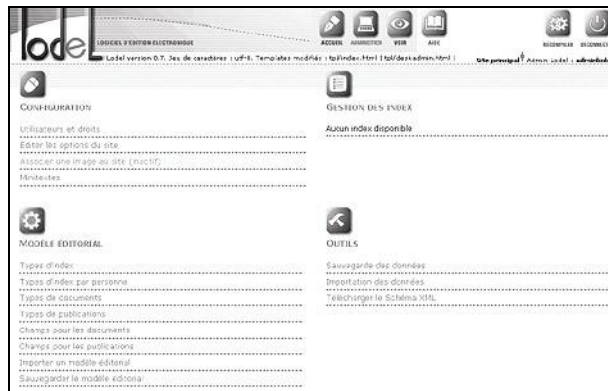 lodel
LOGICIEL D'EDITION ELECTRONIQUE
ACCUEIL ADMINISTRER VOIR AIDE
RECOMPILER DECONNECT
Lodel version 0.7. Jeu de caractères : utf-8. Templates modifiés : tpl/index.html | tpl/deskadmin.html |
Site principal Admin Lodel :
CONFIGURATION
Utilisateurs et droits
Editer les options du site
Associer une image au site (inactif)
Minitextes
GESTION DES INDEX
Aucun index disponible
MODÈLE ÉDITORIAL
Types d'index
Types d'index par personne
Types de documents
Types de publications
Champs pour les documents
Champs pour les publications
Importer un modèle éditorial
Sauvegarder le modèle éditorial
OUTILS
Sauvegarde des données
Importation des données
Télécharger le Schéma XML